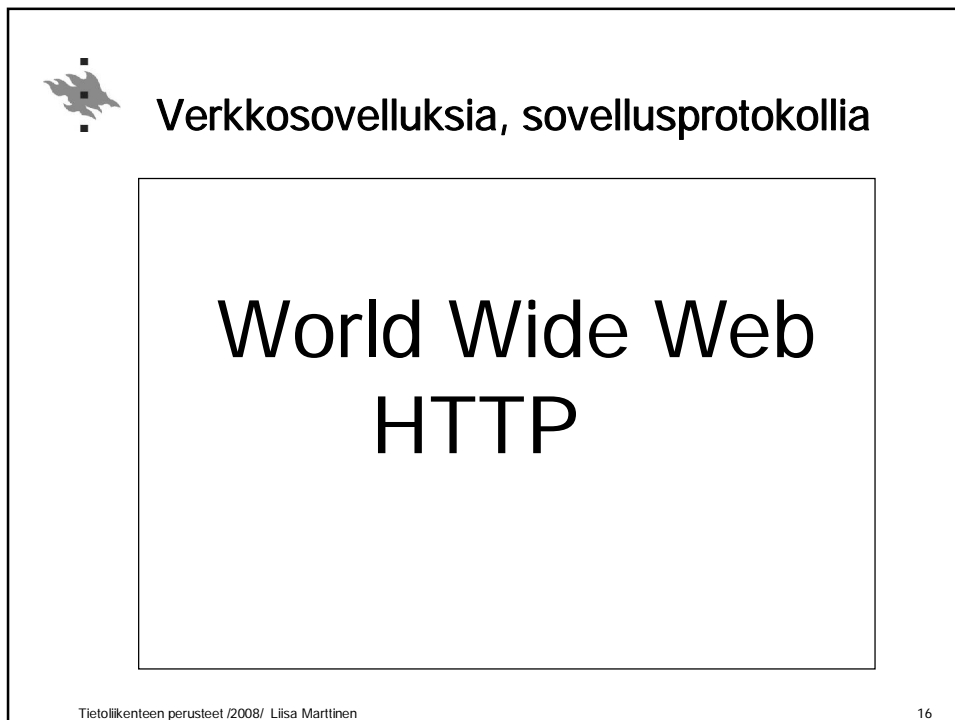 Verkkosovelluksia, sovellusprotokollia
World Wide Web
HTTP
Tietoliikenteen perusteet /2008/ Liisa Marttinen
16